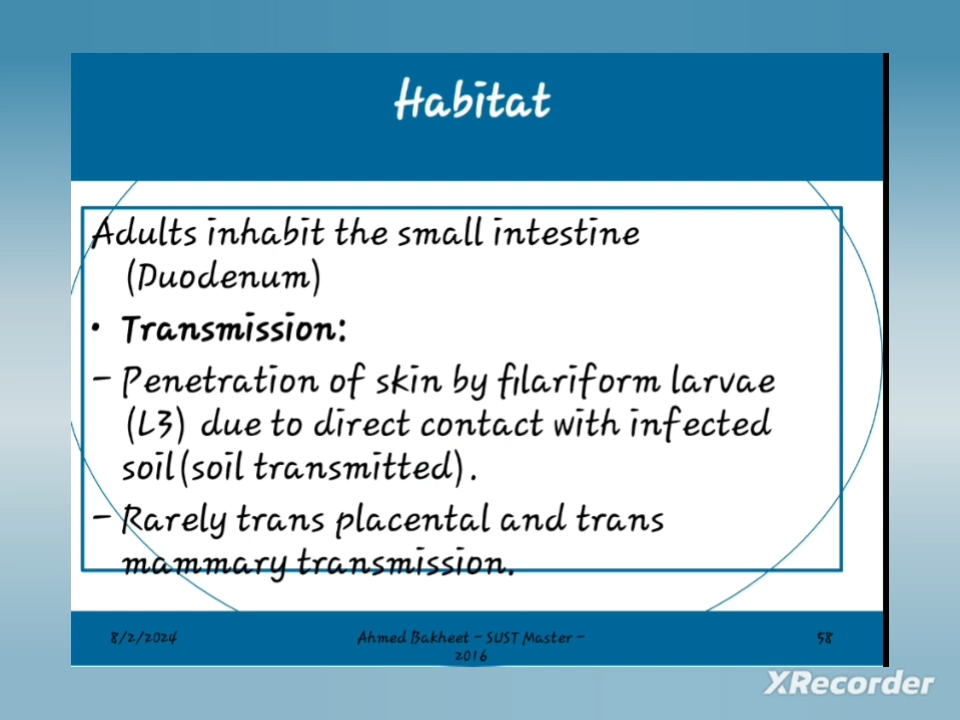 Habitat
Adults inhabit the small intestine
(Duodenum)
• Transmission:
– Penetration of skin by filariform larvae
(L3) due to direct contact with infected
soil(soil transmitted).
– Rarely trans placental and trans
mammary transmission.
8/2/2024
Ahmed Bakheet – SUST Master –
2016
58
XRecorder